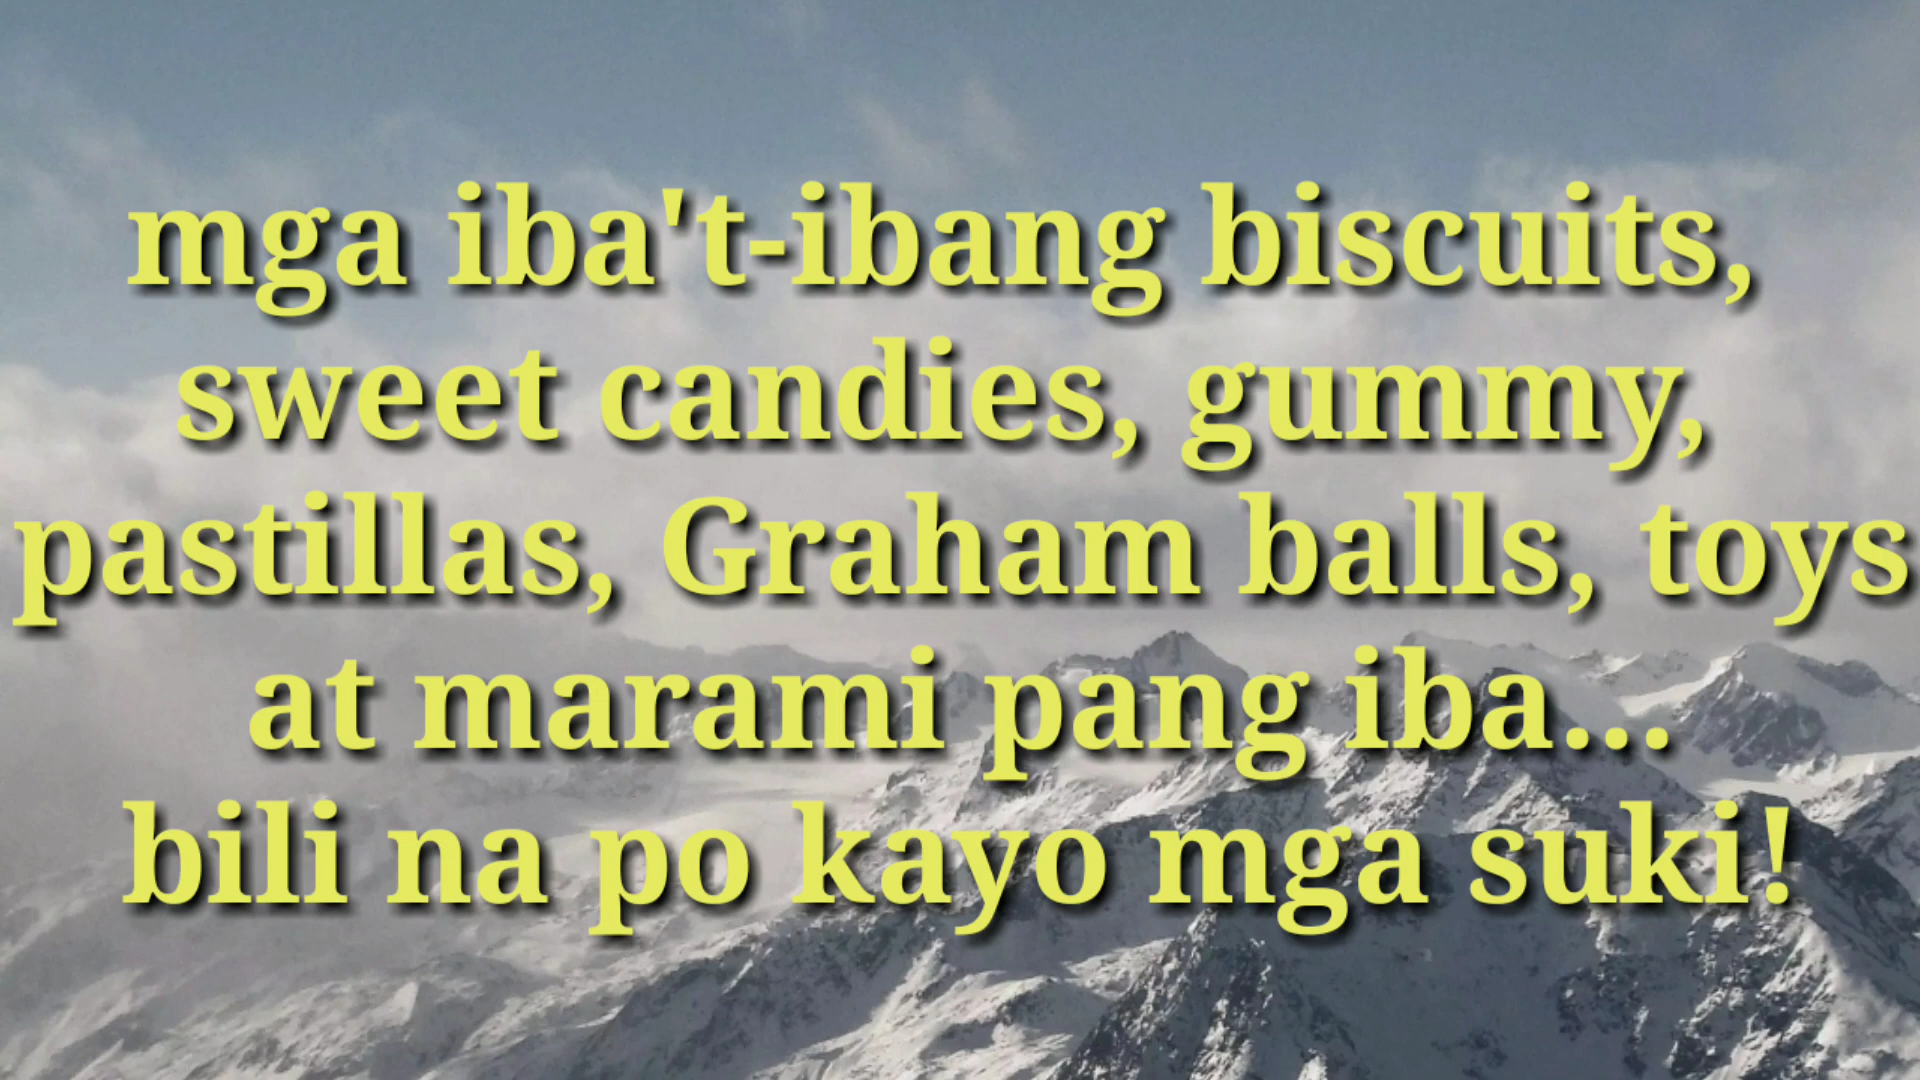 mga iba't-ibang biscuits,
sweet candies, gummy,
pastillas, Graham balls, toys
at marami pang iba...
bili na po kayo mga suki!